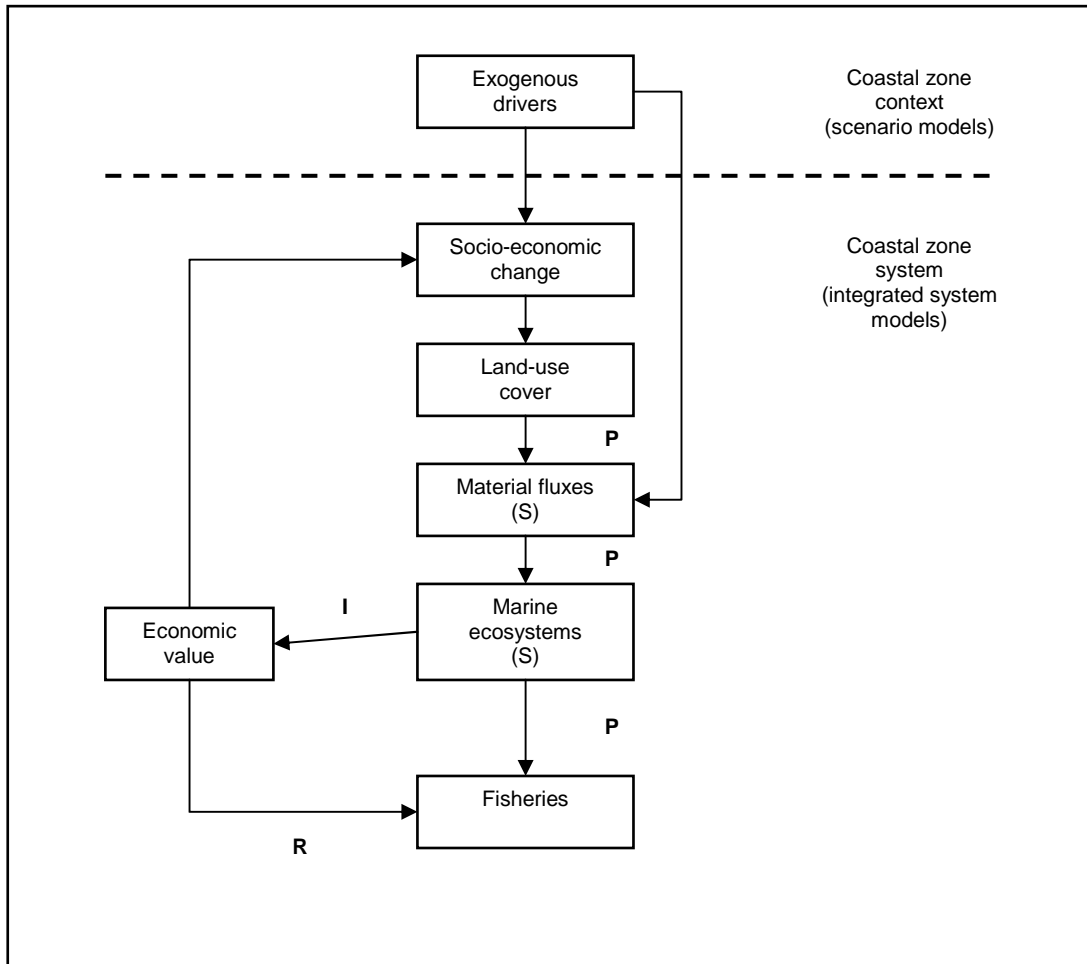 Exogenous
drivers
Coastal zone
context
(scenario models)
Socio-economic
change
Coastal zone
system
(integrated system
models)
Land-use
cover
P
Material fluxes
(S)
P
I
Marine
ecosystems
(S)
Economic
value
P
Fisheries
R